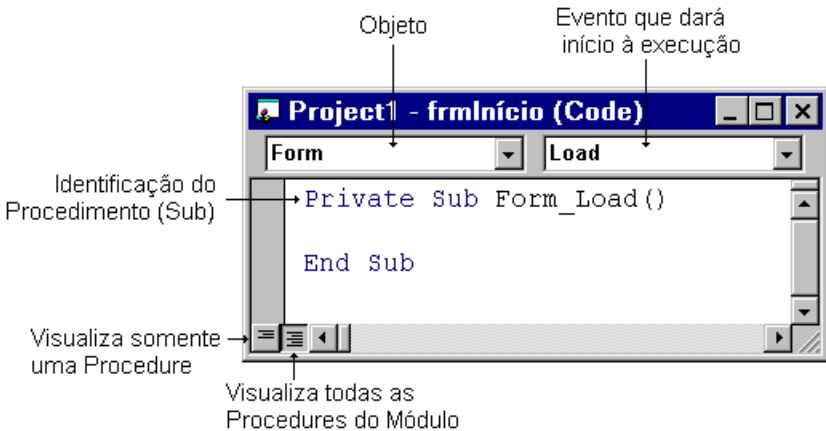 Objeto
Evento que dará
início à execução
Project1 - frmInício (Code)
Form
Load
Identificação do
Procedimento (Sub)
Private Sub Form_Load()
End Sub
Visualiza somente
uma Procedure
Visualiza todas as
Procedures do Módulo